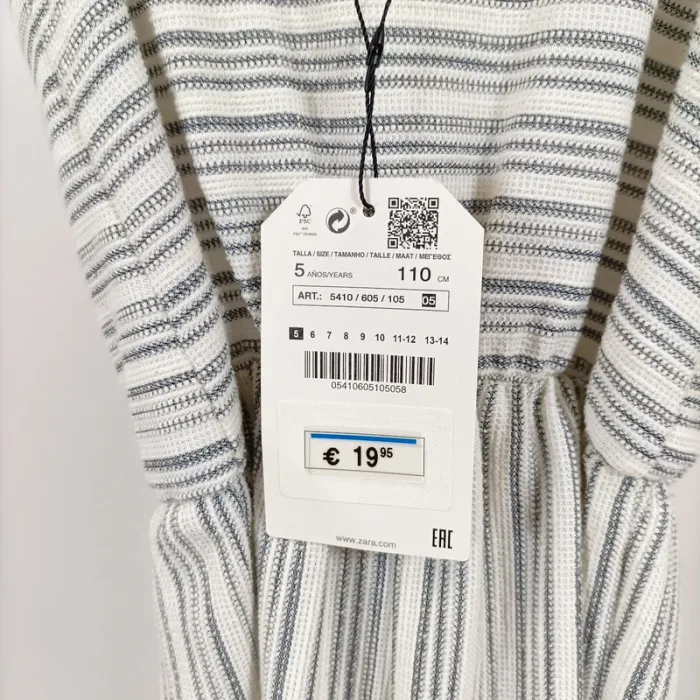 FSC
®
TALLA / SIZE / TAMANHO / TAILLE / MAAT / ΜΕΓΕΘΟΣ
5 AÑOS/YEARS 110 CM
ART.: 5410 / 605 / 105 05
5 6 7 8 9 10 11-12 13-14
05410605105058
€ 19 95
www.zara.com
EAC